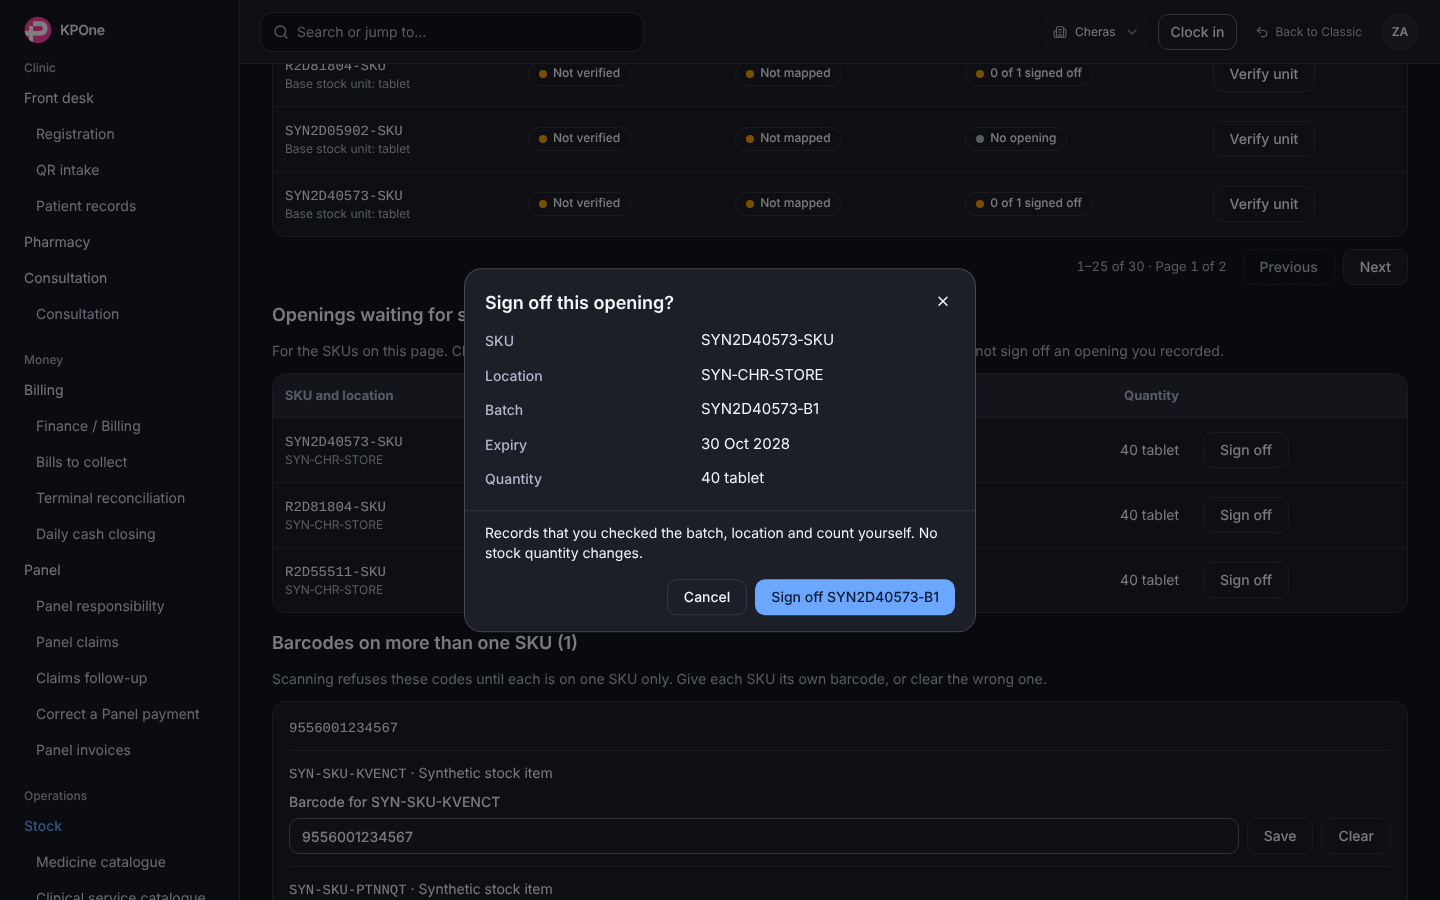 KPOne
Search or jump to...
Cheras
Clock in
Back to Classic
ZA
Clinic
Front desk
Registration
QR intake
Patient records
Pharmacy
Consultation
Consultation
Money
Billing
Finance / Billing
Bills to collect
Terminal reconciliation
Daily cash closing
Panel
Panel responsibility
Panel claims
Claims follow-up
Correct a Panel payment
Panel invoices
Operations
Stock
Medicine catalogue
Clinical service catalogue
R2D81804-SKU
Base stock unit: tablet
Not verified
Not mapped
0 of 1 signed off
Verify unit
SYN2D05902-SKU
Base stock unit: tablet
Not verified
Not mapped
No opening
Verify unit
SYN2D40573-SKU
Base stock unit: tablet
Not verified
Not mapped
0 of 1 signed off
Verify unit
1–25 of 30 · Page 1 of 2
Previous
Next
Openings waiting for s
For the SKUs on this page. Cl
not sign off an opening you recorded.
SKU and location
Quantity
SYN2D40573-SKU
SYN-CHR-STORE
40 tablet
Sign off
R2D81804-SKU
SYN-CHR-STORE
40 tablet
Sign off
R2D55511-SKU
SYN-CHR-STORE
40 tablet
Sign off
Sign off this opening?
SKU
SYN2D40573-SKU
Location
SYN-CHR-STORE
Batch
SYN2D40573-B1
Expiry
30 Oct 2028
Quantity
40 tablet
Records that you checked the batch, location and count yourself. No
stock quantity changes.
Cancel
Sign off SYN2D40573-B1
Barcodes on more than one SKU (1)
Scanning refuses these codes until each is on one SKU only. Give each SKU its own barcode, or clear the wrong one.
9556001234567
SYN-SKU-KVENCT · Synthetic stock item
Barcode for SYN-SKU-KVENCT
9556001234567
Save
Clear
SYN-SKU-PTNNQT · Synthetic stock item